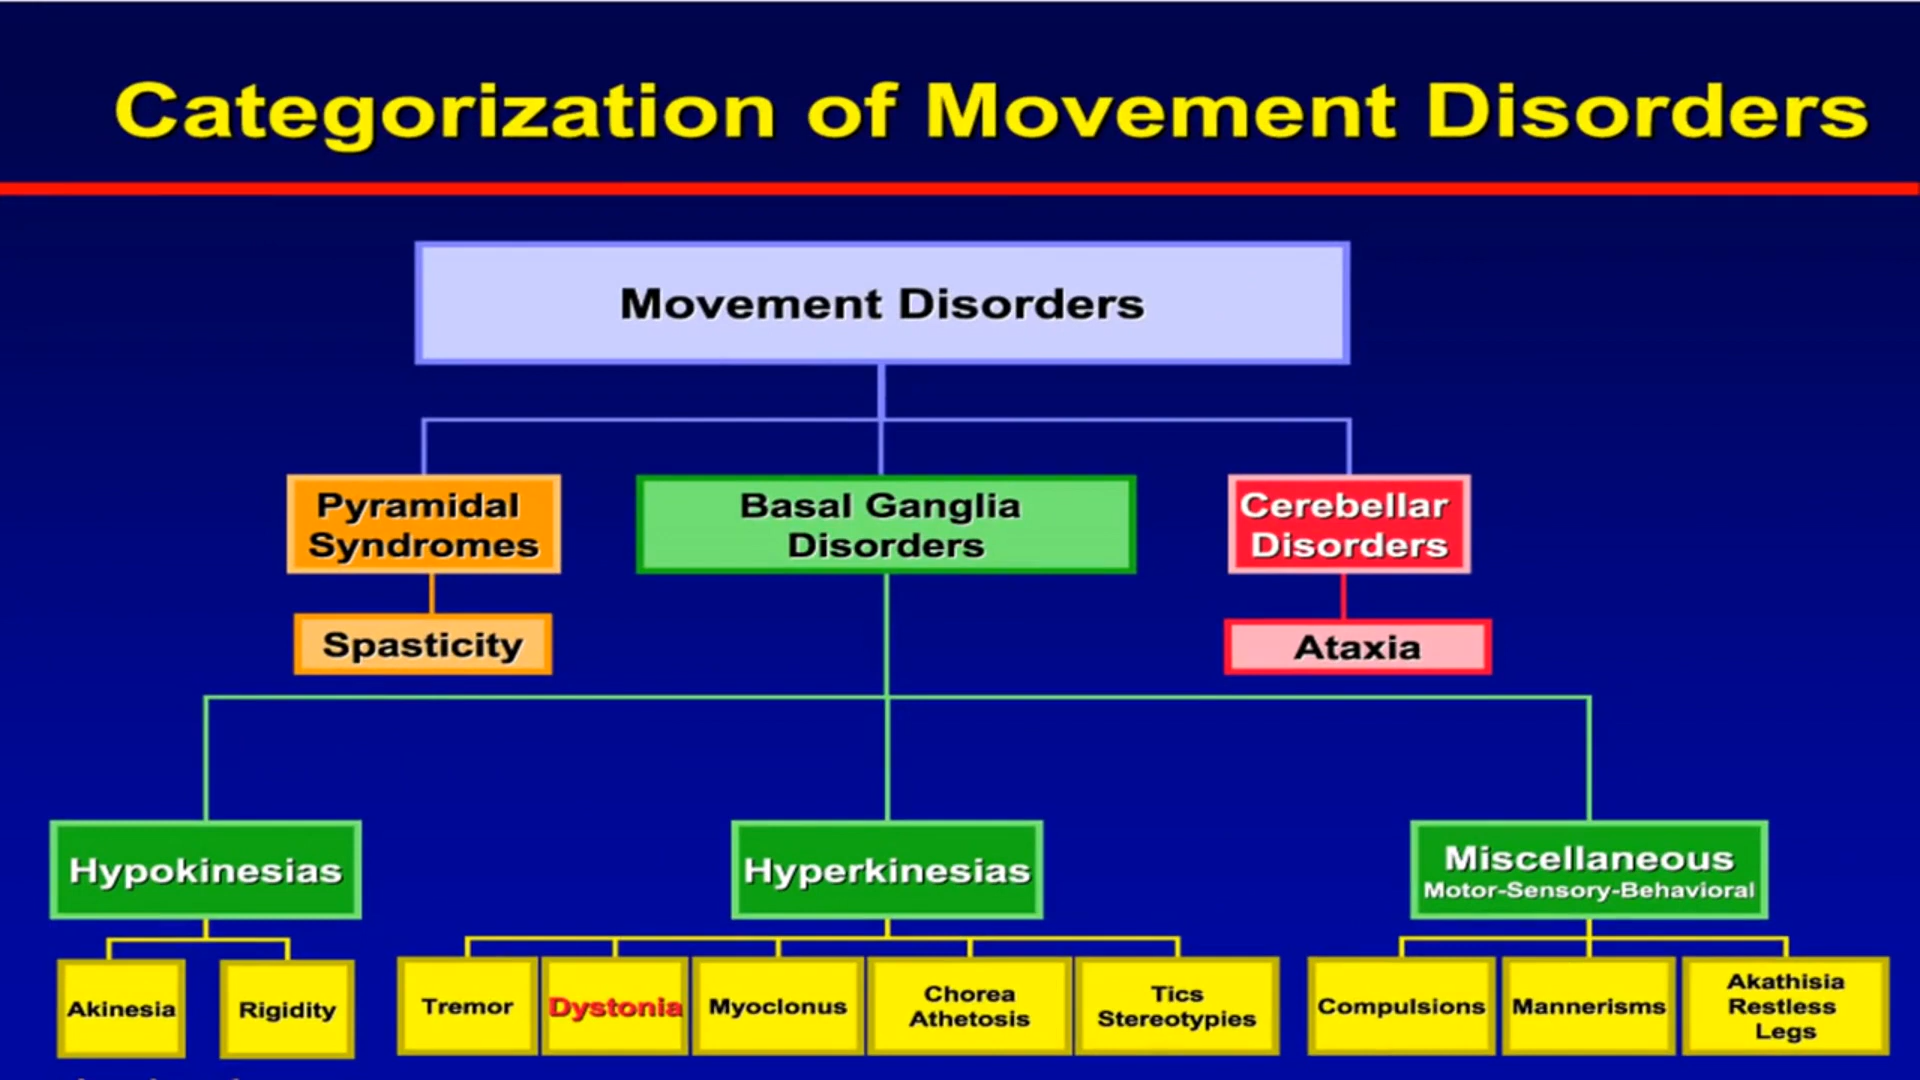 Categorization of Movement Disorders
Movement Disorders
Pyramidal
Syndromes
Basal Ganglia
Disorders
Cerebellar
Disorders
Spasticity
Ataxia
Hypokinesias
Hyperkinesias
Miscellaneous
Motor-Sensory-Behavioral
Akinesia
Rigidity
Tremor
Dystonia
Myoclonus
Chorea
Athetosis
Tics
Stereotypies
Compulsions
Mannerisms
Akathisia
Restless
Legs